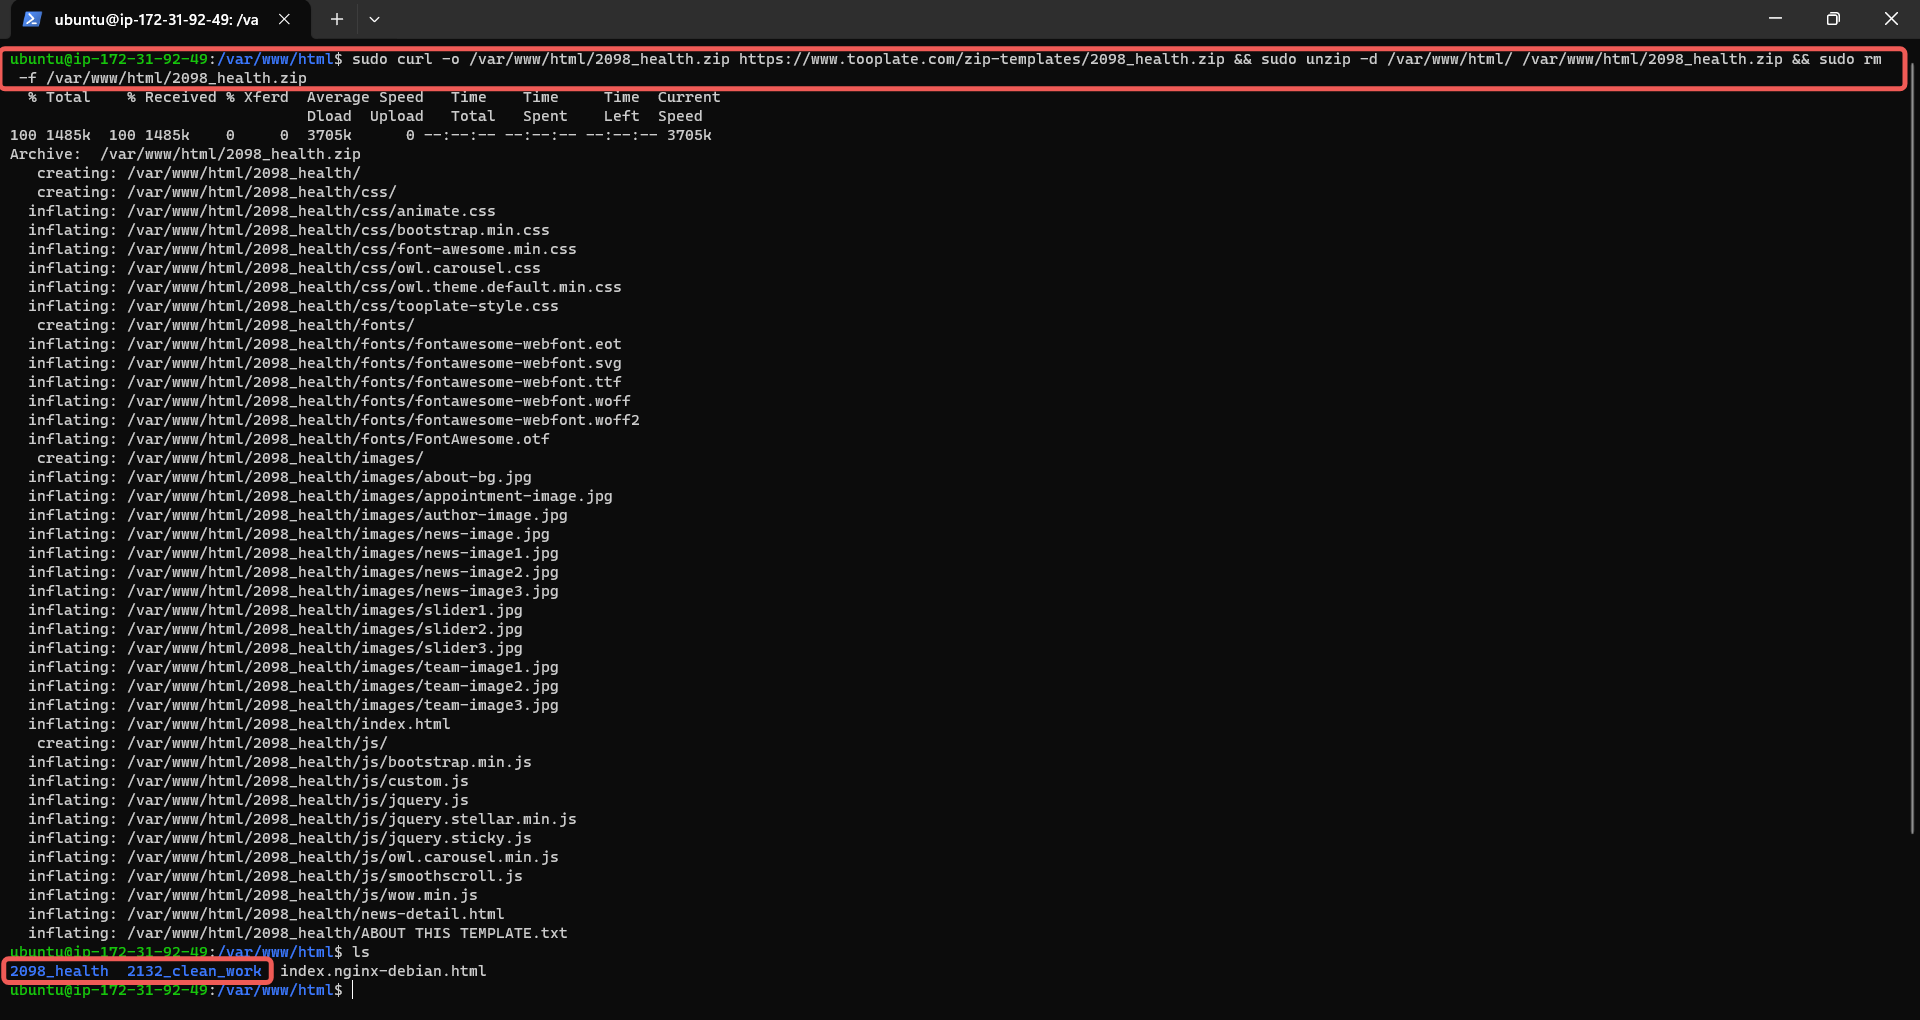 ubuntu@ip-172-31-92-49: /va
ubuntu@ip-172-31-92-49:/var/www/html$ sudo curl -o /var/www/html/2098_health.zip https://www.tooplate.com/zip-templates/2098_health.zip && sudo unzip -d /var/www/html/ /var/www/html/2098_health.zip && sudo rm
 -f /var/www/html/2098_health.zip
  % Total    % Received % Xferd  Average Speed   Time    Time     Time  Current
                                 Dload  Upload   Total   Spent    Left  Speed
100 1485k  100 1485k    0     0  3705k      0 --:--:-- --:--:-- --:--:-- 3705k
Archive:  /var/www/html/2098_health.zip
   creating: /var/www/html/2098_health/
   creating: /var/www/html/2098_health/css/
  inflating: /var/www/html/2098_health/css/animate.css
  inflating: /var/www/html/2098_health/css/bootstrap.min.css
  inflating: /var/www/html/2098_health/css/font-awesome.min.css
  inflating: /var/www/html/2098_health/css/owl.carousel.css
  inflating: /var/www/html/2098_health/css/owl.theme.default.min.css
  inflating: /var/www/html/2098_health/css/tooplate-style.css
   creating: /var/www/html/2098_health/fonts/
  inflating: /var/www/html/2098_health/fonts/fontawesome-webfont.eot
  inflating: /var/www/html/2098_health/fonts/fontawesome-webfont.svg
  inflating: /var/www/html/2098_health/fonts/fontawesome-webfont.ttf
  inflating: /var/www/html/2098_health/fonts/fontawesome-webfont.woff
  inflating: /var/www/html/2098_health/fonts/fontawesome-webfont.woff2
  inflating: /var/www/html/2098_health/fonts/FontAwesome.otf
   creating: /var/www/html/2098_health/images/
  inflating: /var/www/html/2098_health/images/about-bg.jpg
  inflating: /var/www/html/2098_health/images/appointment-image.jpg
  inflating: /var/www/html/2098_health/images/author-image.jpg
  inflating: /var/www/html/2098_health/images/news-image.jpg
  inflating: /var/www/html/2098_health/images/news-image1.jpg
  inflating: /var/www/html/2098_health/images/news-image2.jpg
  inflating: /var/www/html/2098_health/images/news-image3.jpg
  inflating: /var/www/html/2098_health/images/slider1.jpg
  inflating: /var/www/html/2098_health/images/slider2.jpg
  inflating: /var/www/html/2098_health/images/slider3.jpg
  inflating: /var/www/html/2098_health/images/team-image1.jpg
  inflating: /var/www/html/2098_health/images/team-image2.jpg
  inflating: /var/www/html/2098_health/images/team-image3.jpg
  inflating: /var/www/html/2098_health/index.html
   creating: /var/www/html/2098_health/js/
  inflating: /var/www/html/2098_health/js/bootstrap.min.js
  inflating: /var/www/html/2098_health/js/custom.js
  inflating: /var/www/html/2098_health/js/jquery.js
  inflating: /var/www/html/2098_health/js/jquery.stellar.min.js
  inflating: /var/www/html/2098_health/js/jquery.sticky.js
  inflating: /var/www/html/2098_health/js/owl.carousel.min.js
  inflating: /var/www/html/2098_health/js/smoothscroll.js
  inflating: /var/www/html/2098_health/js/wow.min.js
  inflating: /var/www/html/2098_health/news-detail.html
  inflating: /var/www/html/2098_health/ABOUT THIS TEMPLATE.txt
ubuntu@ip-172-31-92-49:/var/www/html$ ls
2098_health  2132_clean_work  index.nginx-debian.html
ubuntu@ip-172-31-92-49:/var/www/html$